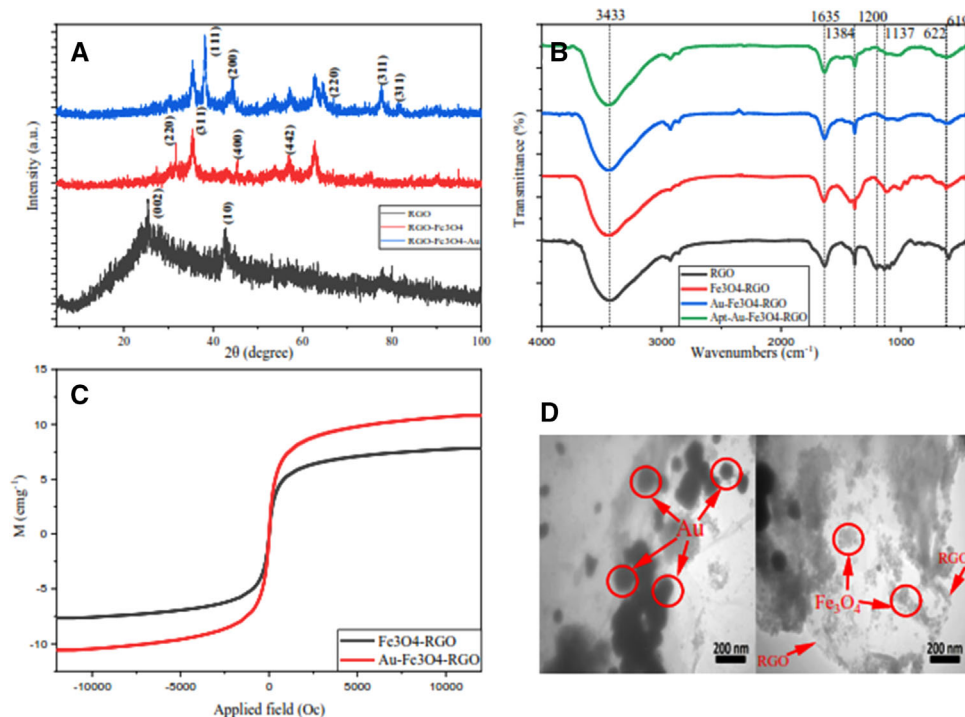 A
(111)
(200)
(220)
(311)
(311)
(220)
(311)
(400)
(442)
(002)
(10)
RGO
RGO-Fe3O4
RGO-Fe3O4-Au
Intensity (a.u.)
20 40 60 80 100
2θ (degree)
B
3433 1635 1200 619
1384 1137 622
Transmittance (%)
RGO
Fe3O4-RGO
Au-Fe3O4-RGO
Apt-Au-Fe3O4-RGO
4000 3000 2000 1000
Wavenumbers (cm⁻¹)
C
15
10
5
0
-5
-10
M (emg⁻¹)
Fe3O4-RGO
Au-Fe3O4-RGO
-10000 -5000 0 5000 10000
Applied field (Oc)
D
Au
200 nm
RGO
Fe₃O₄
RGO
200 nm